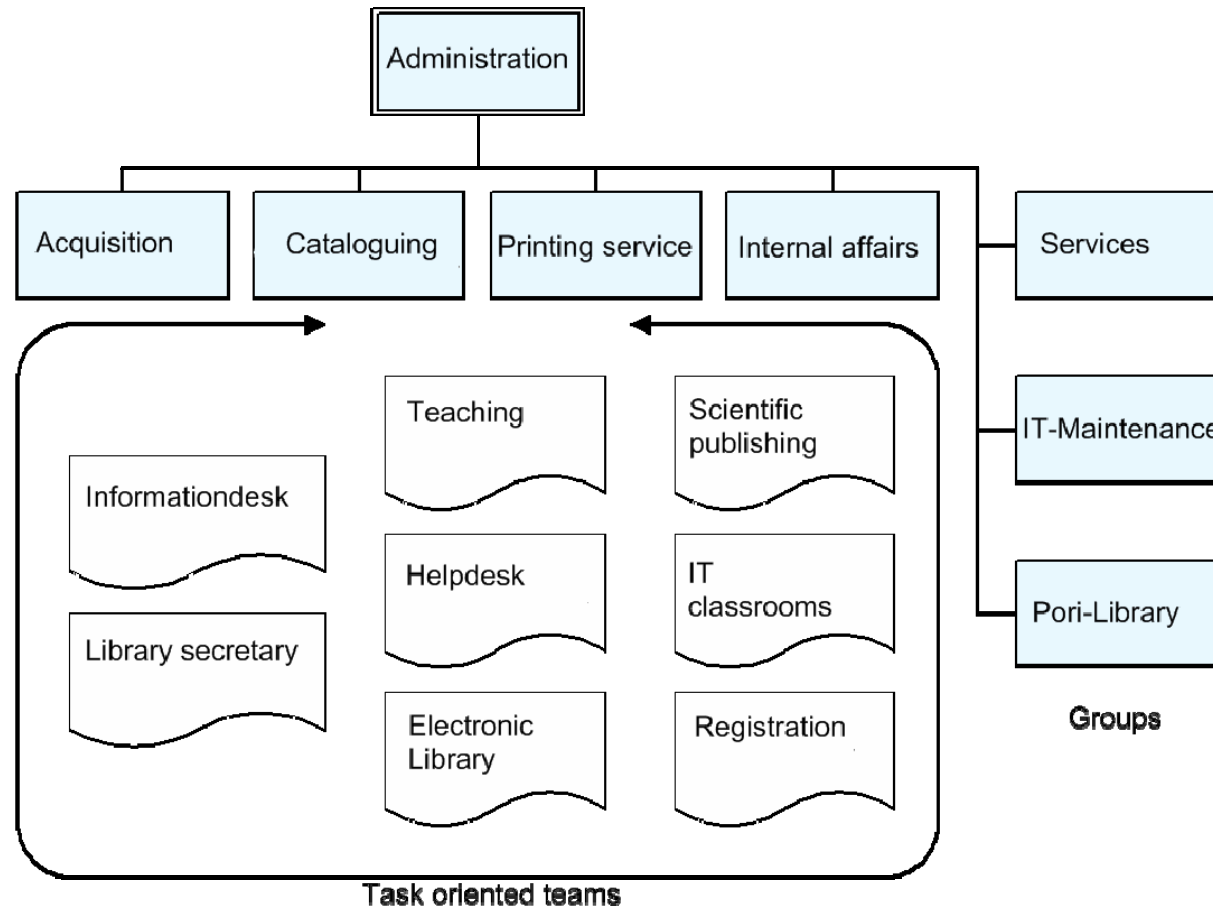 Administration
Acquisition
Cataloguing
Printing service
Internal affairs
Services
IT-Maintenance
Pori-Library
Groups
Informationdesk
Library secretary
Teaching
Helpdesk
Electronic
Library
Scientific
publishing
IT
classrooms
Registration
Task oriented teams